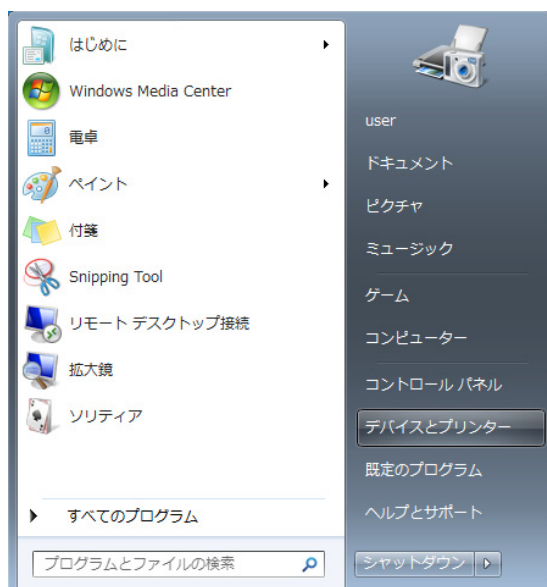 はじめに
Windows Media Center
電卓
ペイント
付箋
Snipping Tool
リモート デスクトップ接続
拡大鏡
ソリティア
すべてのプログラム
プログラムとファイルの検索
user
ドキュメント
ピクチャ
ミュージック
ゲーム
コンピューター
コントロール パネル
デバイスとプリンター
既定のプログラム
ヘルプとサポート
シャットダウン